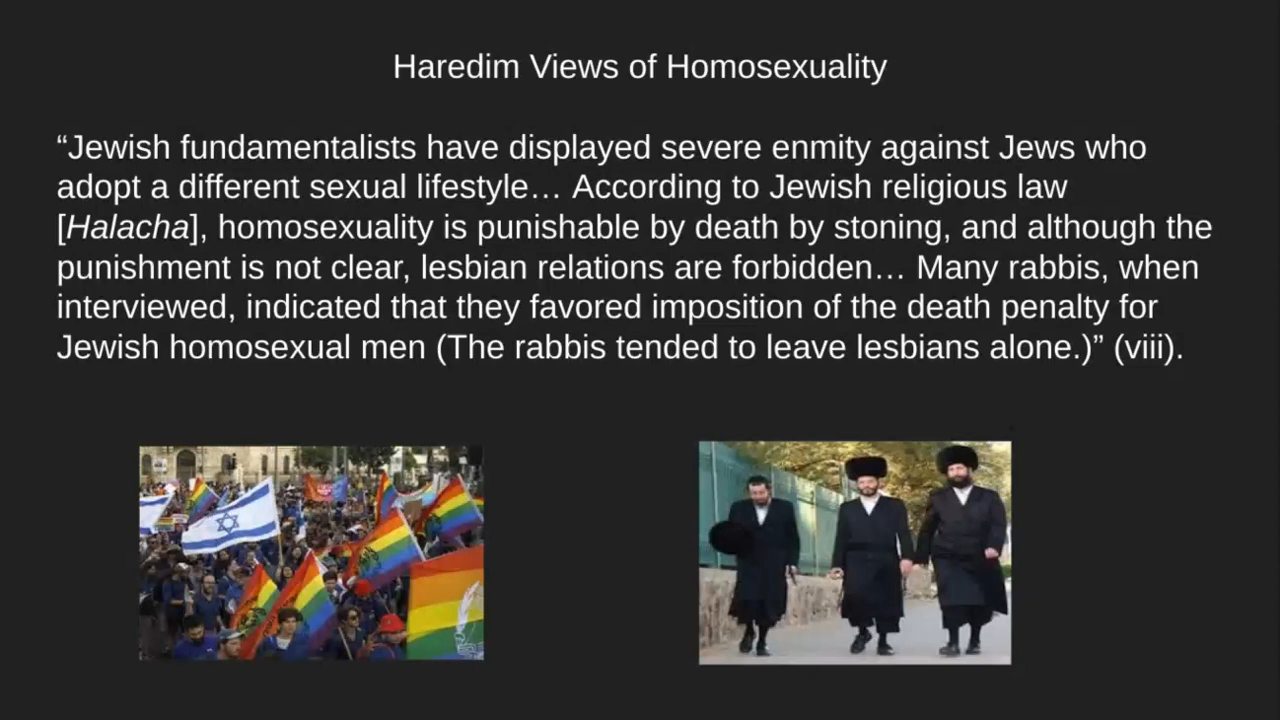 Haredim Views of Homosexuality
“Jewish fundamentalists have displayed severe enmity against Jews who
adopt a different sexual lifestyle… According to Jewish religious law
[Halacha], homosexuality is punishable by death by stoning, and although the
punishment is not clear, lesbian relations are forbidden… Many rabbis, when
interviewed, indicated that they favored imposition of the death penalty for
Jewish homosexual men (The rabbis tended to leave lesbians alone.)” (viii).